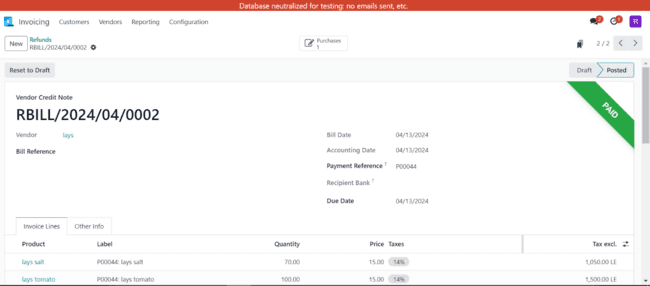 Database neutralized for testing: no emails sent, etc.
Invoicing Customers Vendors Reporting Configuration
New Refunds Purchases
RBILL/2024/04/0002 1 2 / 2
Reset to Draft Draft Posted
PAID
Vendor Credit Note
RBILL/2024/04/0002
Vendor lays Bill Date 04/13/2024
Accounting Date 04/13/2024
Bill Reference Payment Reference ? P00044
Recipient Bank ?
Due Date 04/13/2024
Invoice Lines Other Info
Product Label Quantity Price Taxes Tax excl.
lays salt P00044: lays salt 70.00 15.00 14% 1,050.00 LE
lays tomato P00044: lays tomato 100.00 15.00 14% 1,500.00 LE